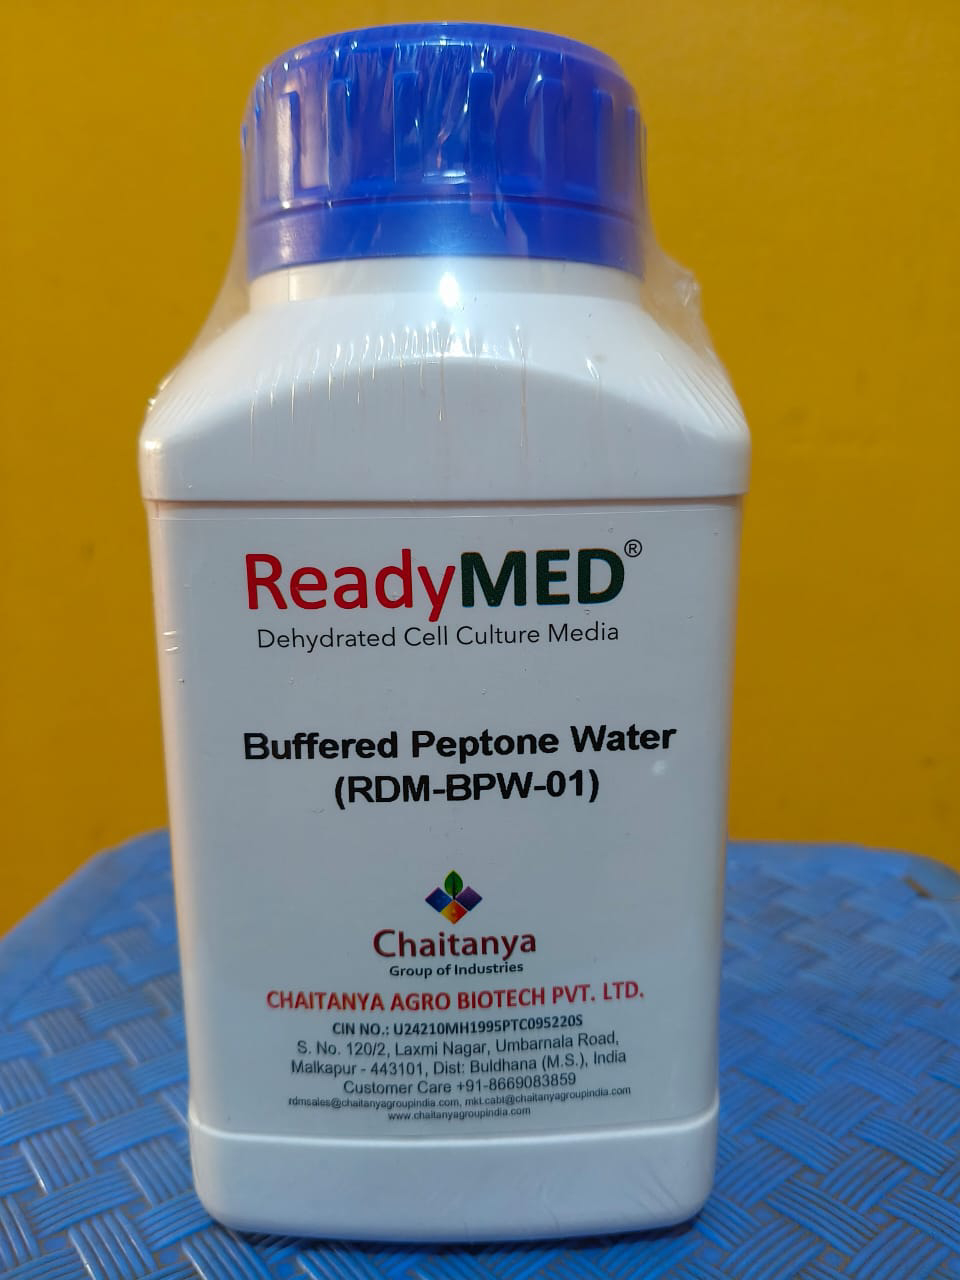 ReadyMED®
Dehydrated Cell Culture Media
Buffered Peptone Water
(RDM-BPW-01)
Chaitanya
Group of Industries
CHAITANYA AGRO BIOTECH PVT. LTD.
CIN NO.: U24210MH1995PTC095220S
S. No. 120/2, Laxmi Nagar, Umbarnala Road,
Malkapur - 443101, Dist: Buldhana (M.S.), India
Customer Care +91-8669083859
rdmsales@chaitanyagroupindia.com, mkt.cabt@chaitanyagroupindia.com
www.chaitanyagroupindia.com